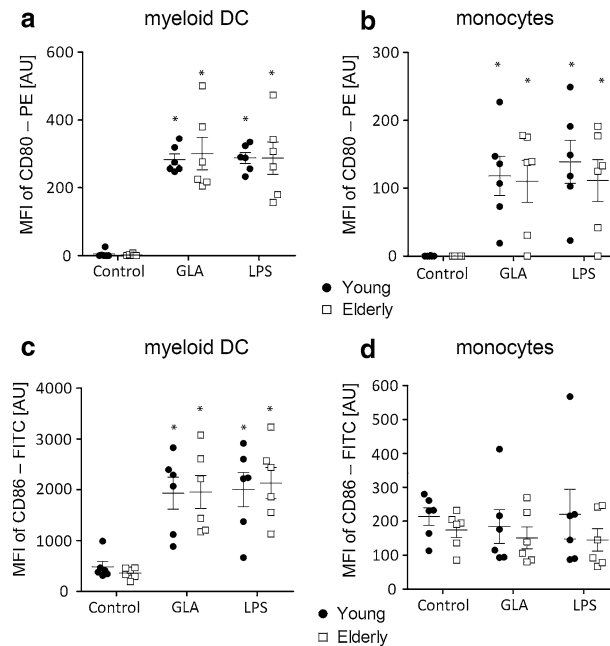 a
myeloid DC
MFI of CD80 – PE [AU]
600
400
200
0
* * * *
Control GLA LPS
b
monocytes
MFI of CD80 – PE [AU]
300
200
100
0
* * * *
Control GLA LPS
Young
Elderly
c
myeloid DC
MFI of CD86 – FITC [AU]
4000
3000
2000
1000
0
* * * *
Control GLA LPS
d
monocytes
MFI of CD86 – FITC [AU]
600
500
400
300
200
100
0
Control GLA LPS
Young
Elderly